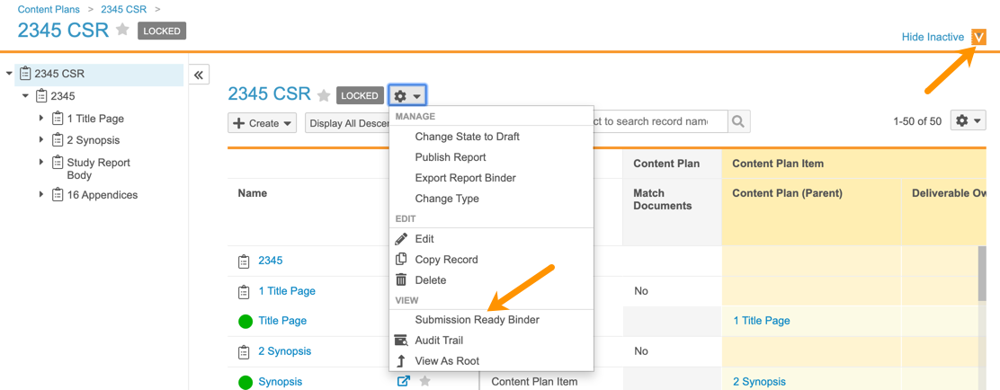 Content Plans > 2345 CSR >
2345 CSR LOCKED
Hide Inactive
2345 CSR
2345
1 Title Page
2 Synopsis
Study Report
Body
16 Appendices
2345 CSR LOCKED
Create
Display All Descen
ct to search record name
1-50 of 50
MANAGE
Change State to Draft
Publish Report
Export Report Binder
Change Type
EDIT
Edit
Copy Record
Delete
VIEW
Submission Ready Binder
Audit Trail
View As Root
Content Plan
Content Plan Item
Name
Match
Documents
Content Plan (Parent)
Deliverable Ow
2345
1 Title Page
No
Title Page
1 Title Page
2 Synopsis
No
Synopsis
Content Plan Item
2 Synopsis